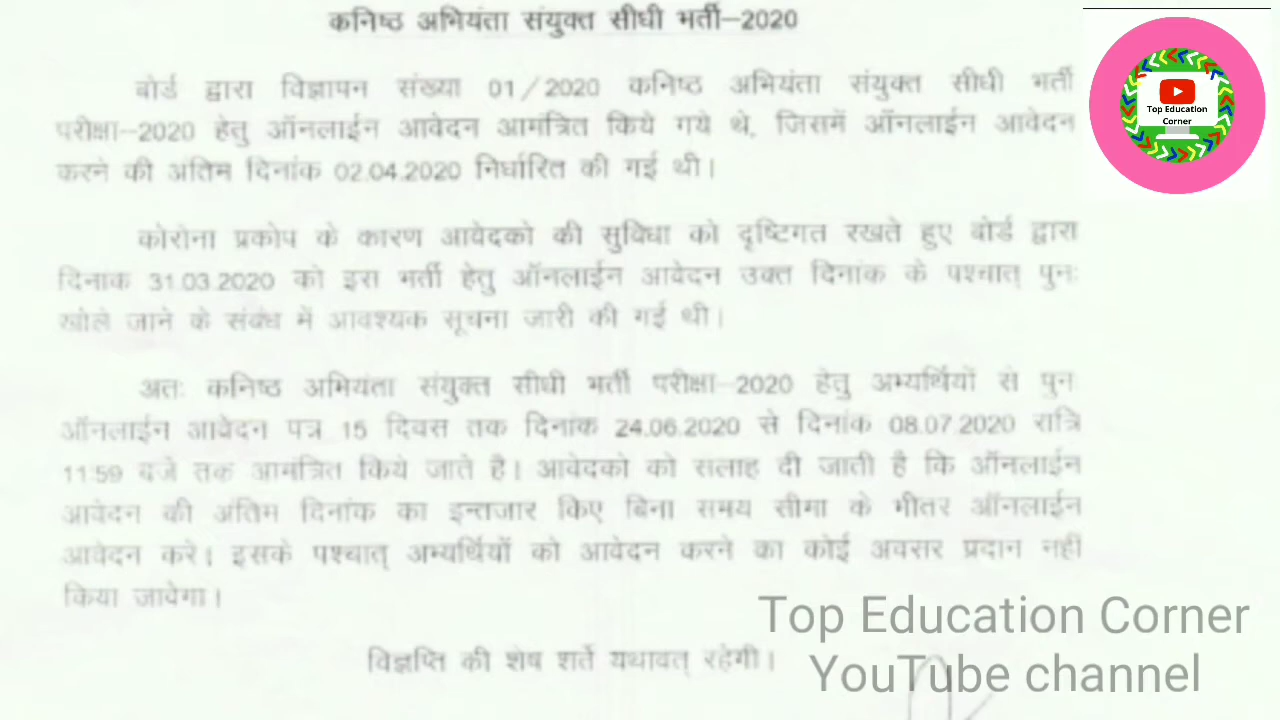 कनिष्ठ अभियंता संयुक्त सीधी भर्ती–2020
बोर्ड द्वारा विज्ञापन संख्या 01/2020 कनिष्ठ अभियंता संयुक्त सीधी भर्ती
परीक्षा–2020 हेतु ऑनलाईन आवेदन आमंत्रित किये गये थे, जिसमें ऑनलाईन आवेदन
करने की अंतिम दिनांक 02.04.2020 निर्धारित की गई थी।
कोरोना प्रकोप के कारण आवेदको की सुविधा को दृष्टिगत रखते हुए बोर्ड द्वारा
दिनाक 31.03.2020 को इस भर्ती हेतु ऑनलाईन आवेदन उक्त दिनांक के पश्चात् पुनः
खोले जाने के संबंध में आवश्यक सूचना जारी की गई थी।
अतः कनिष्ठ अभियंता संयुक्त सीधी भर्ती परीक्षा–2020 हेतु अभ्यर्थियों से पुन
ऑनलाईन आवेदन पत्र 15 दिवस तक दिनांक 24.06.2020 से दिनांक 08.07.2020 रात्रि
11:59 बजे तक आमंत्रित किये जाते है। आवेदको को सलाह दी जाती है कि ऑनलाईन
आवेदन की अंतिम दिनांक का इन्तजार किए बिना समय सीमा के भीतर ऑनलाईन
आवेदन करे। इसके पश्चात् अभ्यर्थियों को आवेदन करने का कोई अवसर प्रदान नहीं
किया जावेगा।
विज्ञप्ति की शेष शर्ते यथावत् रहेगी।
Top Education
Corner
Top Education Corner
YouTube channel